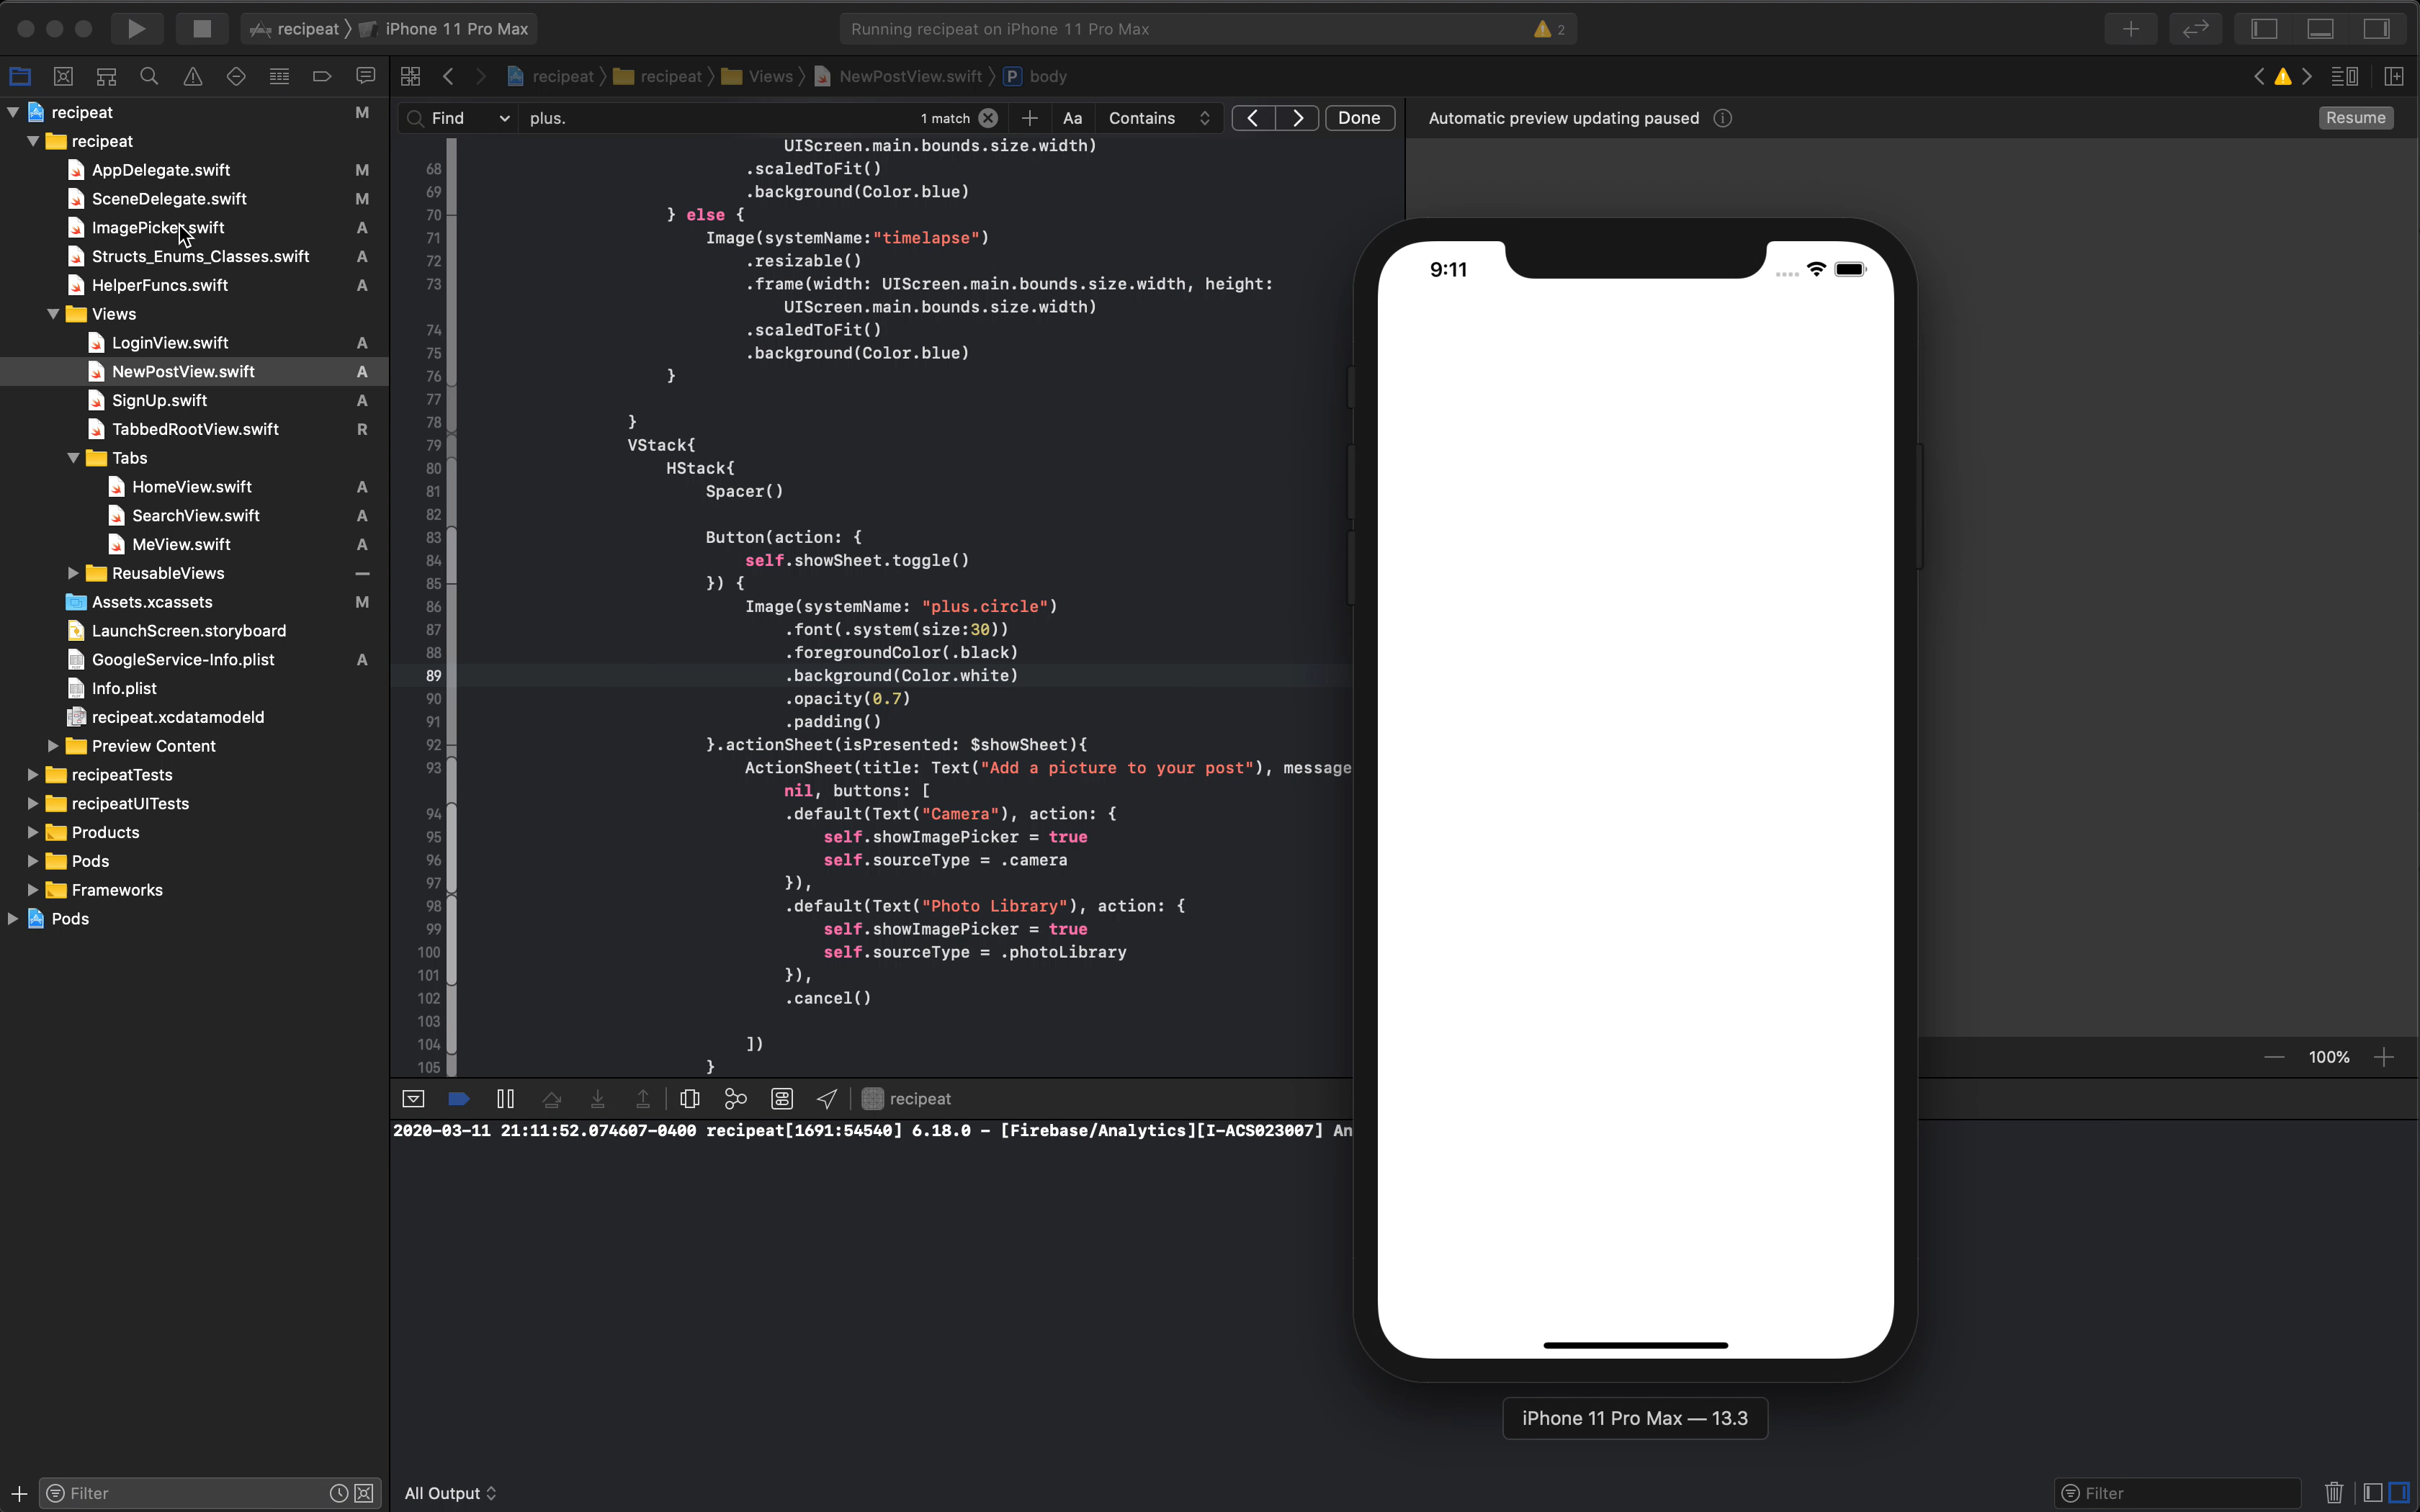 recipeat 〉 iPhone 11 Pro Max
Running recipeat on iPhone 11 Pro Max
2
recipeat 〉 recipeat 〉 Views 〉 NewPostView.swift 〉 P body
recipeat M
recipeat
AppDelegate.swift M
SceneDelegate.swift M
ImagePicker.swift A
Structs_Enums_Classes.swift A
HelperFuncs.swift A
Views
LoginView.swift A
NewPostView.swift A
SignUp.swift A
TabbedRootView.swift R
Tabs
HomeView.swift A
SearchView.swift A
MeView.swift A
ReusableViews —
Assets.xcassets M
LaunchScreen.storyboard
GoogleService-Info.plist A
Info.plist
recipeat.xcdatamodeld
Preview Content
recipeatTests
recipeatUITests
Products
Pods
Frameworks
Pods
Filter
Find plus. 1 match Aa Contains Done
UIScreen.main.bounds.size.width)
68 .scaledToFit()
69 .background(Color.blue)
70 } else {
71 Image(systemName:"timelapse")
72 .resizable()
73 .frame(width: UIScreen.main.bounds.size.width, height:
UIScreen.main.bounds.size.width)
74 .scaledToFit()
75 .background(Color.blue)
76 }
77
78 }
79 VStack{
80 HStack{
81 Spacer()
82
83 Button(action: {
84 self.showSheet.toggle()
85 }) {
86 Image(systemName: "plus.circle")
87 .font(.system(size:30))
88 .foregroundColor(.black)
89 .background(Color.white)
90 .opacity(0.7)
91 .padding()
92 }.actionSheet(isPresented: $showSheet){
93 ActionSheet(title: Text("Add a picture to your post"), message
nil, buttons: [
94 .default(Text("Camera"), action: {
95 self.showImagePicker = true
96 self.sourceType = .camera
97 }),
98 .default(Text("Photo Library"), action: {
99 self.showImagePicker = true
100 self.sourceType = .photoLibrary
101 }),
102 .cancel()
103
104 ])
105 }
Automatic preview updating paused
Resume
9:11
100%
iPhone 11 Pro Max — 13.3
recipeat
2020-03-11 21:11:52.074607-0400 recipeat[1691:54540] 6.18.0 - [Firebase/Analytics][I-ACS023007] An
All Output
Filter